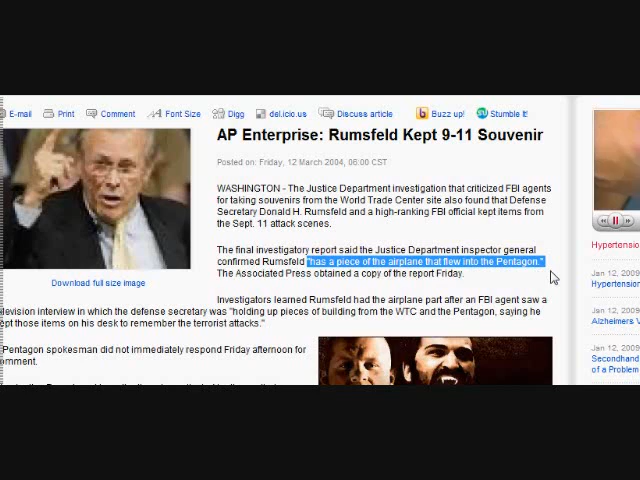 E-mail Print Comment Font Size Digg del.icio.us Discuss article Buzz up! Stumble It!
AP Enterprise: Rumsfeld Kept 9-11 Souvenir
Posted on: Friday, 12 March 2004, 06:00 CST
WASHINGTON - The Justice Department investigation that criticized FBI agents
for taking souvenirs from the World Trade Center site also found that Defense
Secretary Donald H. Rumsfeld and a high-ranking FBI official kept items from
the Sept. 11 attack scenes.
The final investigatory report said the Justice Department inspector general
confirmed Rumsfeld "has a piece of the airplane that flew into the Pentagon."
The Associated Press obtained a copy of the report Friday.
Download full size image
Investigators learned Rumsfeld had the airplane part after an FBI agent saw a
levision interview in which the defense secretary was "holding up pieces of building from the WTC and the Pentagon, saying he
ept those items on his desk to remember the terrorist attacks."
Pentagon spokesman did not immediately respond Friday afternoon for
omment.
Hypertension
Jan 12, 2009
Hypertension
Jan 12, 2009
Alzheimers V
Jan 12, 2009
Secondhand
of a Problem